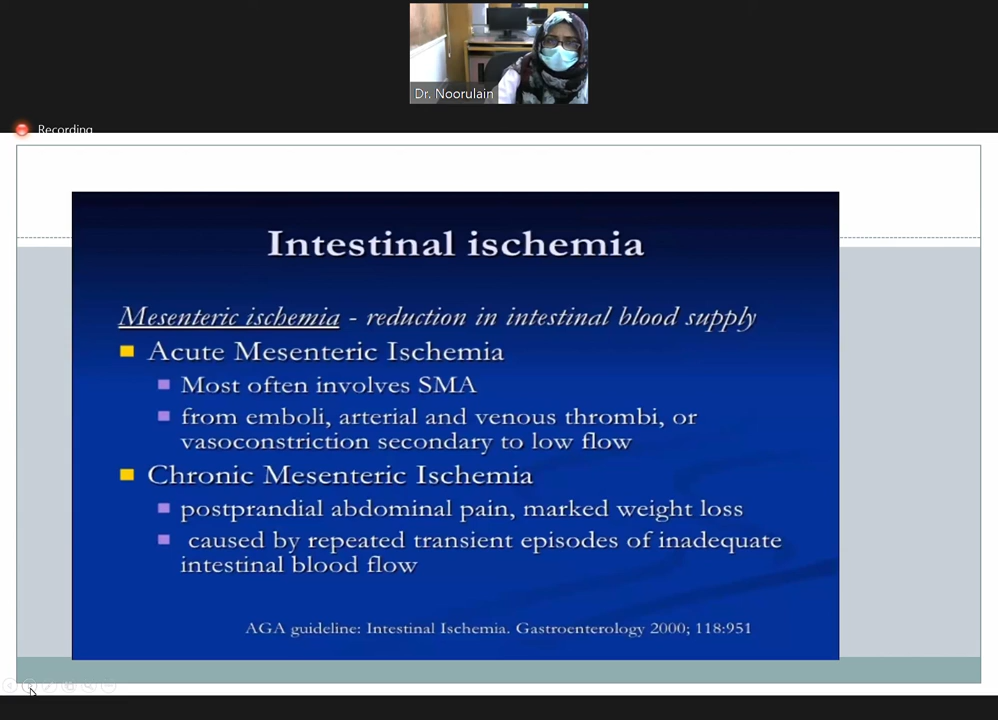 Dr. Noorulain
Recording
Intestinal ischemia
Mesenteric ischemia - reduction in intestinal blood supply
Acute Mesenteric Ischemia
Most often involves SMA
from emboli, arterial and venous thrombi, or
vasoconstriction secondary to low flow
Chronic Mesenteric Ischemia
postprandial abdominal pain, marked weight loss
caused by repeated transient episodes of inadequate
intestinal blood flow
AGA guideline: Intestinal Ischemia. Gastroenterology 2000; 118:951